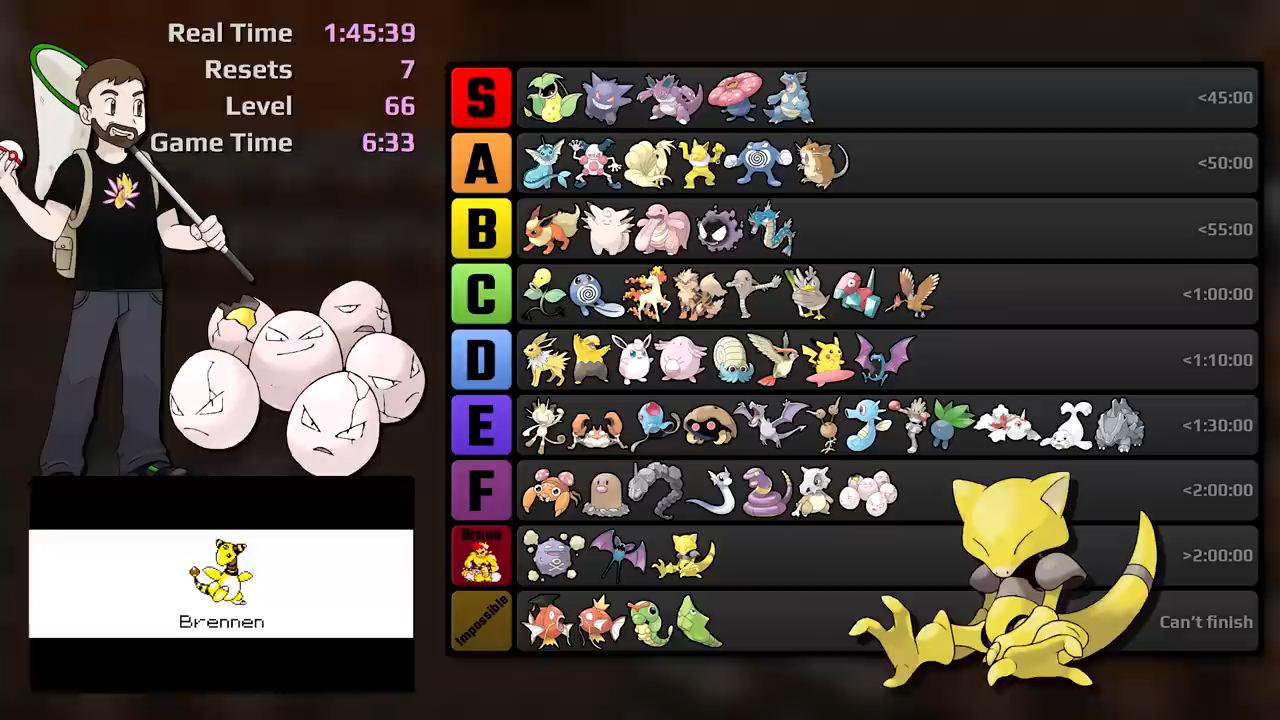 Real Time 1:45:39
Resets 7
Level 66
Game Time 6:33
Brennen
S <45:00
A <50:00
B <55:00
C <1:00:00
D <1:10:00
E <1:30:00
F <2:00:00
Bruno >2:00:00
Impossible Can't finish